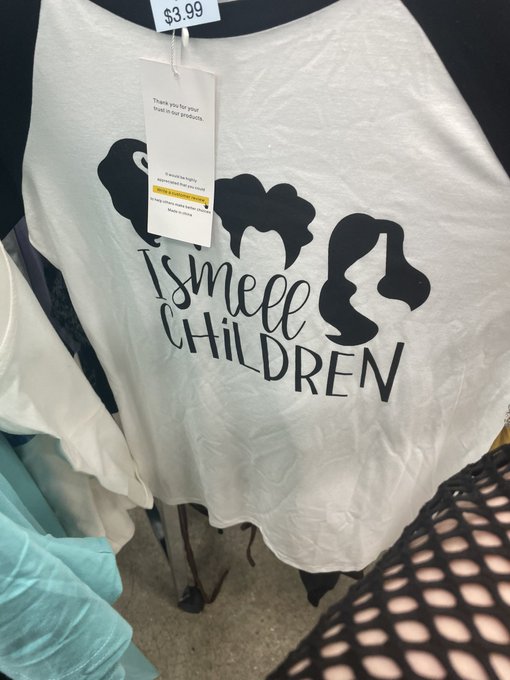 $3.99
Thank you for your
trust in our products.
It would be highly
appreciated that you could
Write a customer review
to help others make better choices
Made in china
I Smell
CHiLDREN